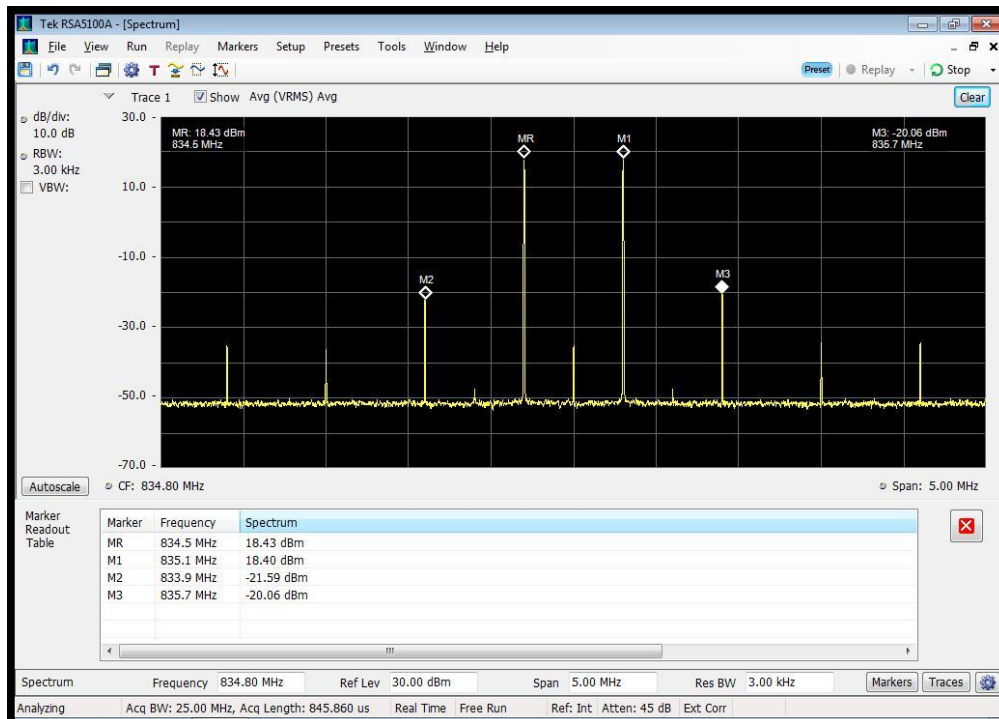 Tek RSA5100A - [Spectrum]
File View Run Replay Markers Setup Presets Tools Window Help
T Preset Replay Stop
Trace 1 Show Avg (VRMS) Avg Clear
dB/div:
10.0 dB
RBW:
3.00 kHz
VBW:
30.0 -
10.0 -
-10.0 -
-30.0 -
-50.0 -
-70.0 -
MR: 18.43 dBm
834.5 MHz
MR
M1
M3: -20.06 dBm
835.7 MHz
M2
M3
Autoscale CF: 834.80 MHz Span: 5.00 MHz
Marker
Readout
Table
Marker Frequency Spectrum
MR 834.5 MHz 18.43 dBm
M1 835.1 MHz 18.40 dBm
M2 833.9 MHz -21.59 dBm
M3 835.7 MHz -20.06 dBm
Spectrum Frequency 834.80 MHz Ref Lev 30.00 dBm Span 5.00 MHz Res BW 3.00 kHz Markers Traces
Analyzing Acq BW: 25.00 MHz, Acq Length: 845.860 us Real Time Free Run Ref: Int Atten: 45 dB Ext Corr